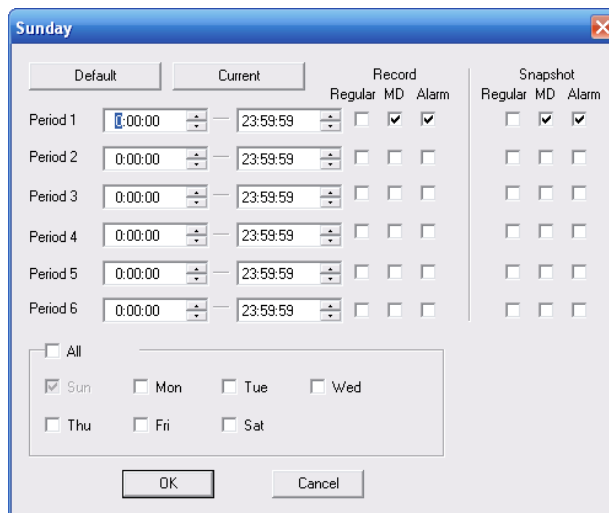 Sunday
Default Current Record Snapshot
Regular MD Alarm Regular MD Alarm
Period 1 0:00:00 23:59:59
Period 2 0:00:00 23:59:59
Period 3 0:00:00 23:59:59
Period 4 0:00:00 23:59:59
Period 5 0:00:00 23:59:59
Period 6 0:00:00 23:59:59
All
Sun Mon Tue Wed
Thu Fri Sat
OK Cancel